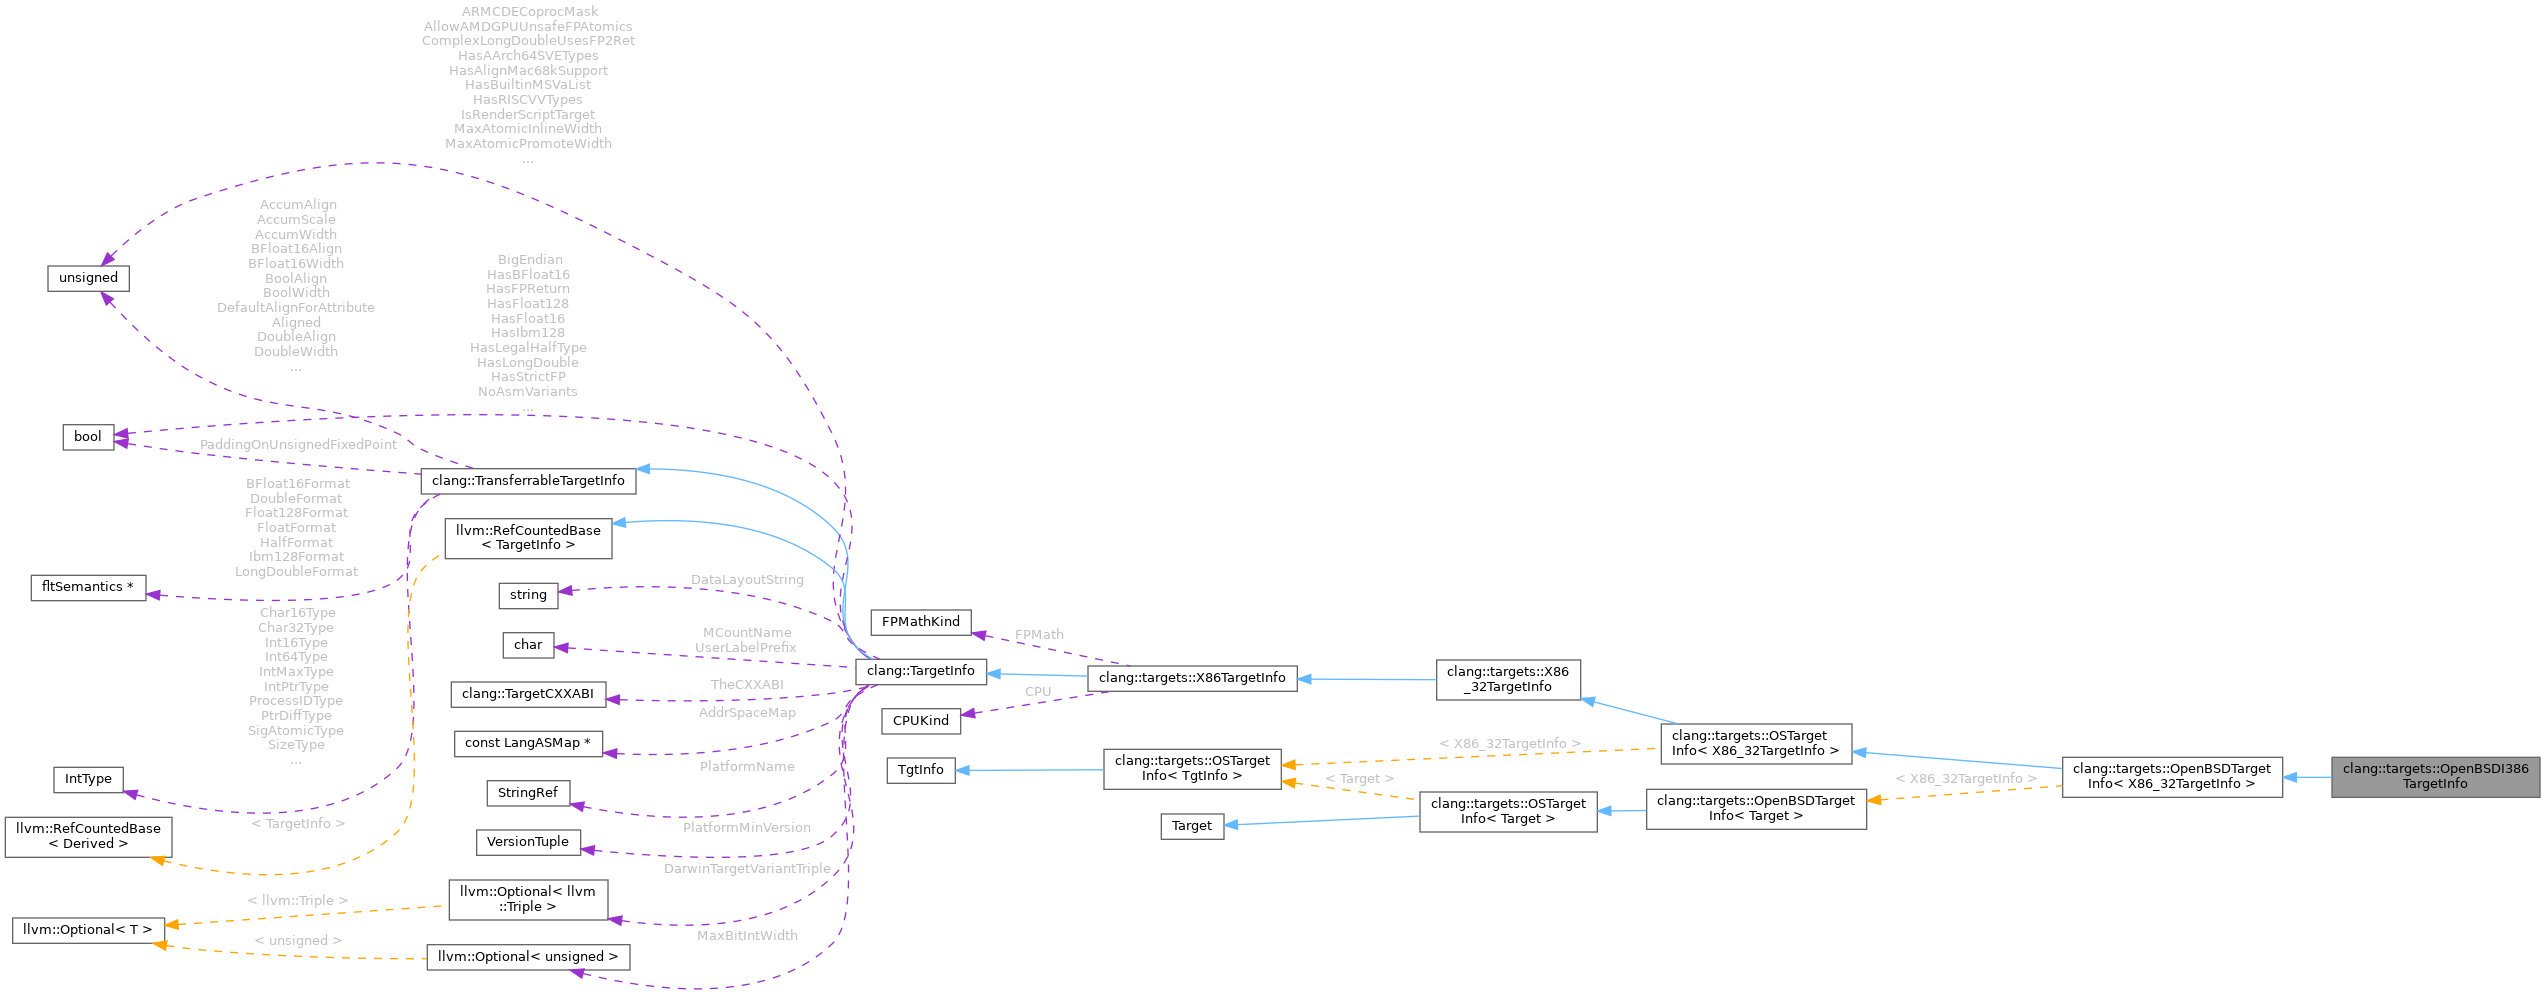 ARMCDECoprocMask
AllowAMDGPUUnsafeFPAtomics
ComplexLongDoubleUsesFP2Ret
HasAArch64SVETypes
HasAlignMac68kSupport
HasBuiltinMSVaList
HasRISCVVTypes
IsRenderScriptTarget
MaxAtomicInlineWidth
MaxAtomicPromoteWidth
...
AccumAlign
AccumScale
AccumWidth
BFloat16Align
BFloat16Width
BoolAlign
BoolWidth
DefaultAlignForAttribute
Aligned
DoubleAlign
DoubleWidth
...
unsigned
BigEndian
HasBFloat16
HasFPReturn
HasFloat128
HasFloat16
HasIbm128
HasLegalHalfType
HasLongDouble
HasStrictFP
NoAsmVariants
...
bool
PaddingOnUnsignedFixedPoint
clang::TransferrableTargetInfo
BFloat16Format
DoubleFormat
Float128Format
FloatFormat
HalfFormat
Ibm128Format
LongDoubleFormat
llvm::RefCountedBase
< TargetInfo >
fltSemantics *
string
DataLayoutString
Char16Type
Char32Type
Int16Type
Int64Type
IntMaxType
IntPtrType
ProcessIDType
PtrDiffType
SigAtomicType
SizeType
...
char
MCountName
UserLabelPrefix
FPMathKind
FPMath
clang::TargetInfo
clang::targets::X86TargetInfo
clang::targets::X86
_32TargetInfo
clang::TargetCXXABI
TheCXXABI
CPU
CPUKind
AddrSpaceMap
const LangASMap *
clang::targets::OSTarget
Info< X86_32TargetInfo >
< X86_32TargetInfo >
clang::targets::OSTarget
Info< TgtInfo >
TgtInfo
PlatformName
IntType
StringRef
< Target >
clang::targets::OSTarget
Info< Target >
clang::targets::OpenBSDTarget
Info< Target >
< X86_32TargetInfo >
clang::targets::OpenBSDTarget
Info< X86_32TargetInfo >
clang::targets::OpenBSDI386
TargetInfo
Target
< TargetInfo >
llvm::RefCountedBase
< Derived >
VersionTuple
PlatformMinVersion
DarwinTargetVariantTriple
llvm::Optional< llvm
::Triple >
< llvm::Triple >
llvm::Optional< T >
< unsigned >
llvm::Optional< unsigned >
MaxBitIntWidth